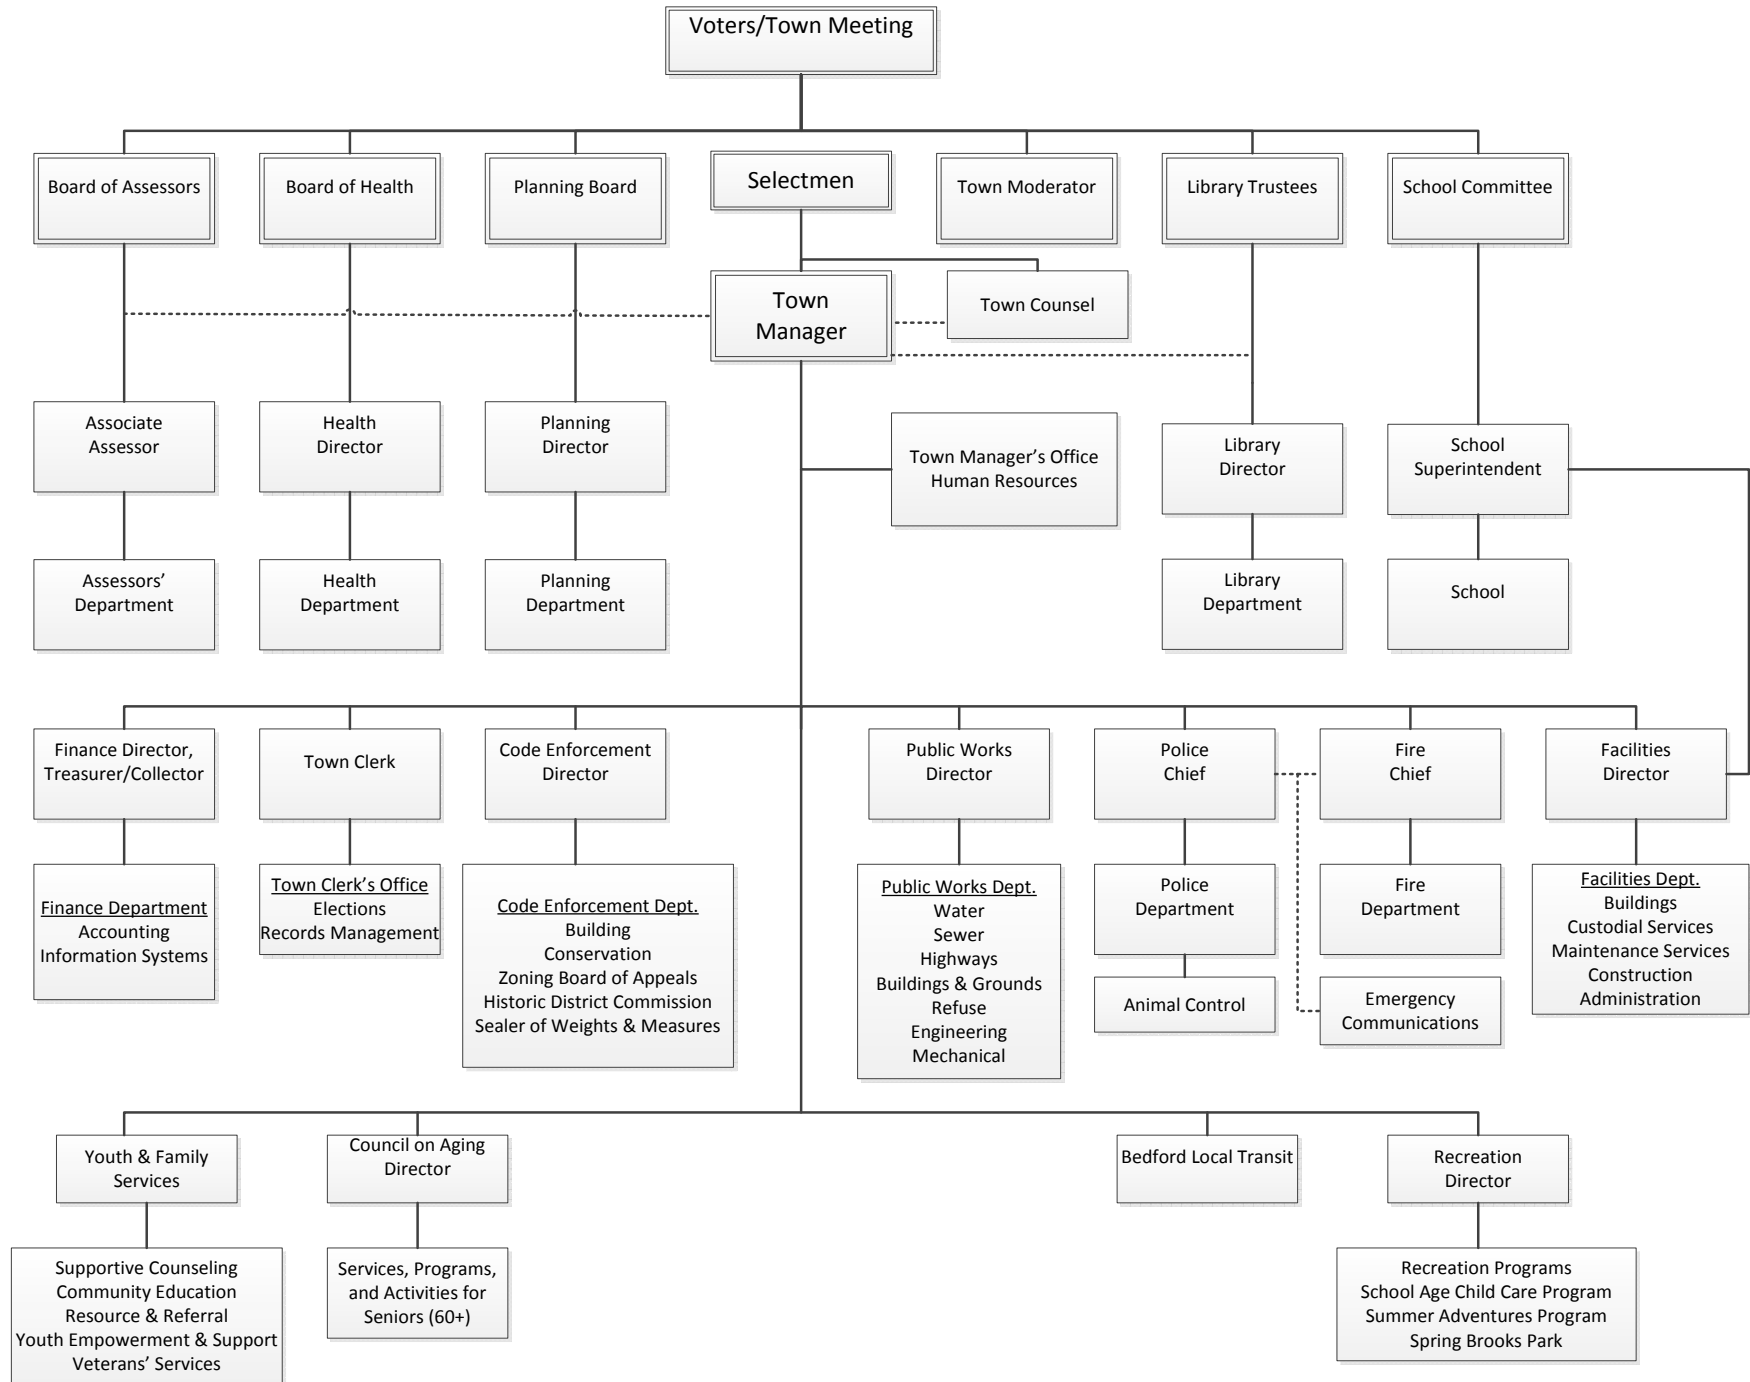 Voters/Town Meeting
Board of Assessors
Board of Health
Planning Board
Selectmen
Town Moderator
Library Trustees
School Committee
Town
Manager
Town Counsel
Associate
Assessor
Health
Director
Planning
Director
Town Manager’s Office
Human Resources
Library
Director
School
Superintendent
Assessors’
Department
Health
Department
Planning
Department
Library
Department
School
Finance Director,
Treasurer/Collector
Town Clerk
Code Enforcement
Director
Public Works
Director
Police
Chief
Fire
Chief
Facilities
Director
Finance Department
Accounting
Information Systems
Town Clerk’s Office
Elections
Records Management
Code Enforcement Dept.
Building
Conservation
Zoning Board of Appeals
Historic District Commission
Sealer of Weights & Measures
Public Works Dept.
Water
Sewer
Highways
Buildings & Grounds
Refuse
Engineering
Mechanical
Police
Department
Animal Control
Fire
Department
Emergency
Communications
Facilities Dept.
Buildings
Custodial Services
Maintenance Services
Construction
Administration
Youth & Family
Services
Council on Aging
Director
Bedford Local Transit
Recreation
Director
Supportive Counseling
Community Education
Resource & Referral
Youth Empowerment & Support
Veterans’ Services
Services, Programs,
and Activities for
Seniors (60+)
Recreation Programs
School Age Child Care Program
Summer Adventures Program
Spring Brooks Park